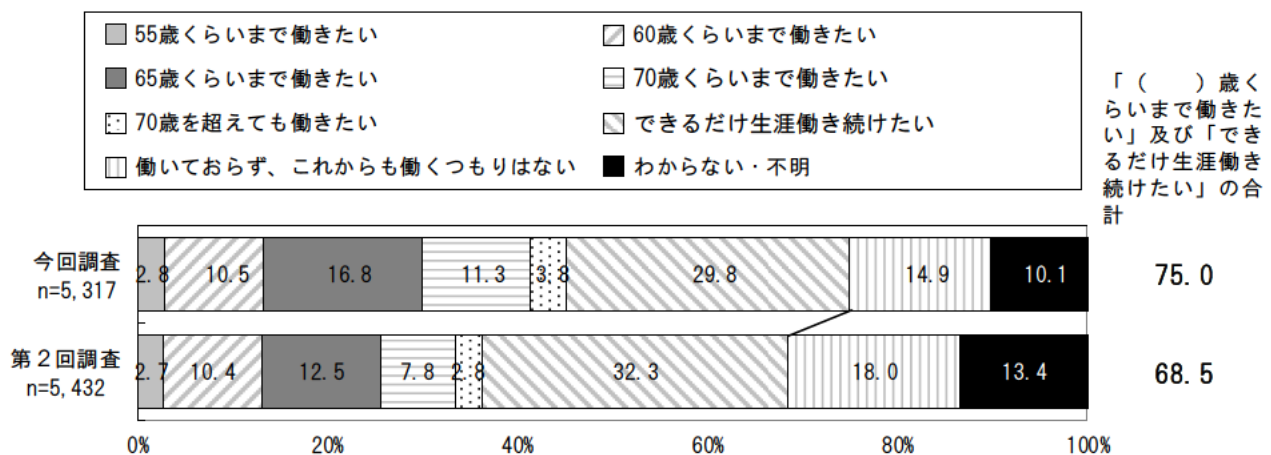 55歳くらいまで働きたい
60歳くらいまで働きたい
65歳くらいまで働きたい
70歳くらいまで働きたい
70歳を超えても働きたい
できるだけ生涯働き続けたい
働いておらず、これからも働くつもりはない
わからない・不明
「（　　）歳く
らいまで働きた
い」及び「でき
るだけ生涯働き
続けたい」の合
計
今回調査
n=5,317
2.8 10.5 16.8 11.3 3.8 29.8 14.9 10.1 75.0
第２回調査
n=5,432
2.7 10.4 12.5 7.8 2.8 32.3 18.0 13.4 68.5
0% 20% 40% 60% 80% 100%